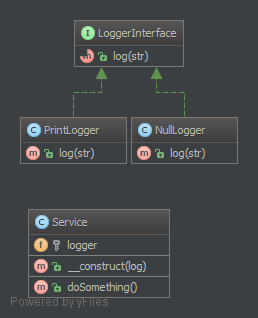 I LoggerInterface
m log(str)
C PrintLogger
m log(str)
C NullLogger
m log(str)
C Service
f logger
m __construct(log)
m doSomething()
Powered by yFiles